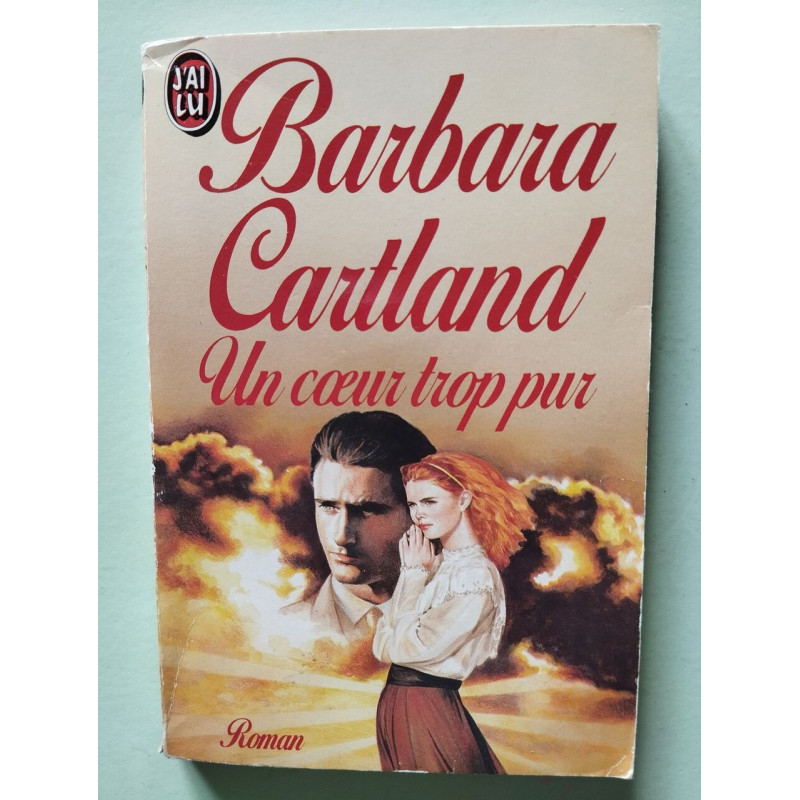 J'AI
LU
Barbara
Cartland
Un cœur trop pur
Roman